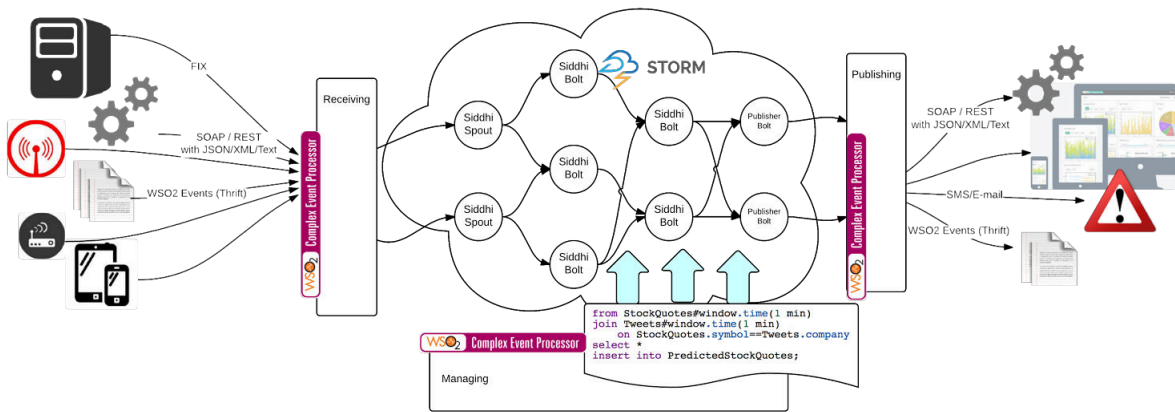 FIX
SOAP / REST
with JSON/XML/Text
WSO2 Events (Thrift)
Receiving
WSO2 Complex Event Processor
Siddhi
Spout
Siddhi
Spout
Siddhi
Bolt
Siddhi
Bolt
Siddhi
Bolt
STORM
Siddhi
Bolt
Siddhi
Bolt
Publisher
Bolt
Publisher
Bolt
Publishing
WSO2 Complex Event Processor
SOAP / REST
with JSON/XML/Text
SMS/E-mail
WSO2 Events (Thrift)
WSO2 Complex Event Processor
Managing
from StockQuotes#window.time(1 min)
join Tweets#window.time(1 min)
on StockQuotes.symbol==Tweets.company
select *
insert into PredictedStockQuotes;